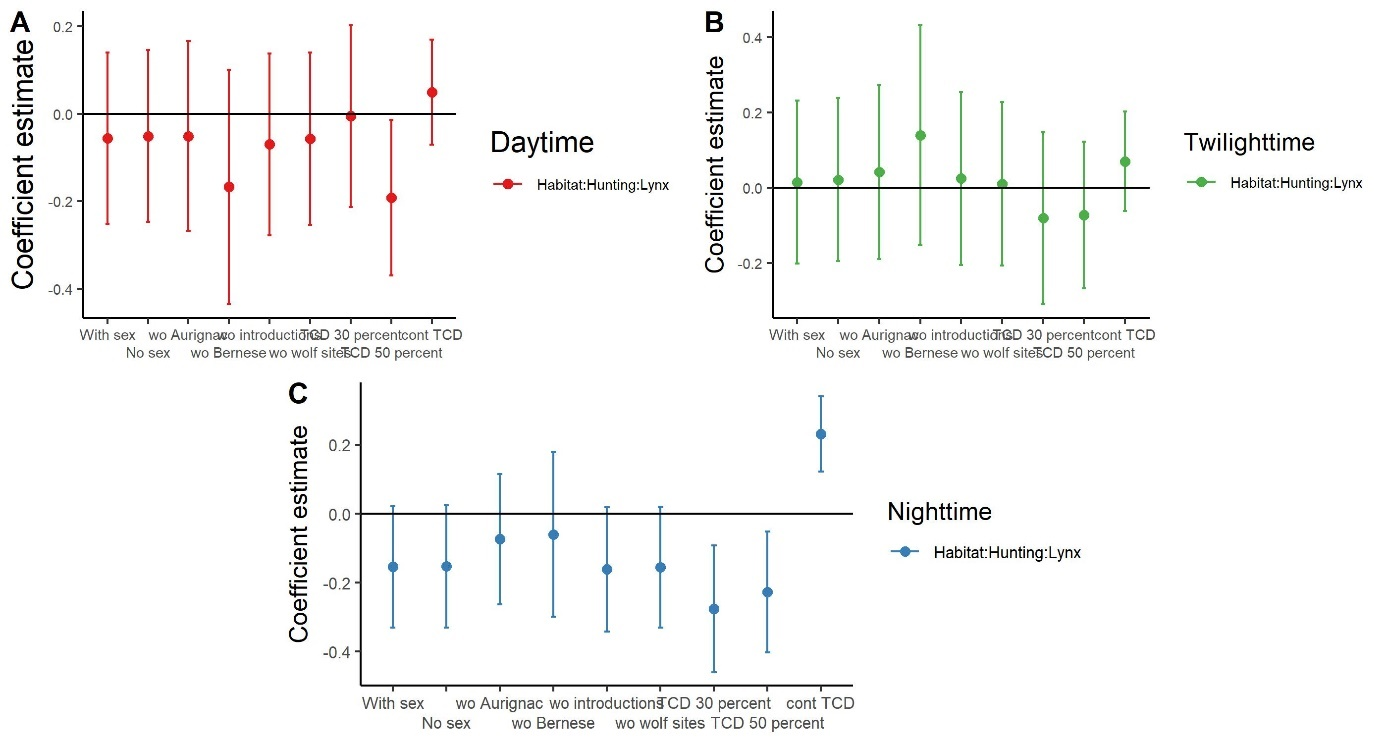 A
Coefficient estimate
0.2
0.0
-0.2
-0.4
With sex
wo Aurignac
wo introductions
TCD 30 percent
cont TCD
No sex
wo Bernese
wo wolf sites
TCD 50 percent
Daytime
Habitat:Hunting:Lynx
B
Coefficient estimate
0.4
0.2
0.0
-0.2
With sex
wo Aurignac
wo introductions
TCD 30 percent
cont TCD
No sex
wo Bernese
wo wolf sites
TCD 50 percent
Twilighttime
Habitat:Hunting:Lynx
C
Coefficient estimate
0.2
0.0
-0.2
-0.4
With sex
wo Aurignac
wo introductions
TCD 30 percent
cont TCD
No sex
wo Bernese
wo wolf sites
TCD 50 percent
Nighttime
Habitat:Hunting:Lynx